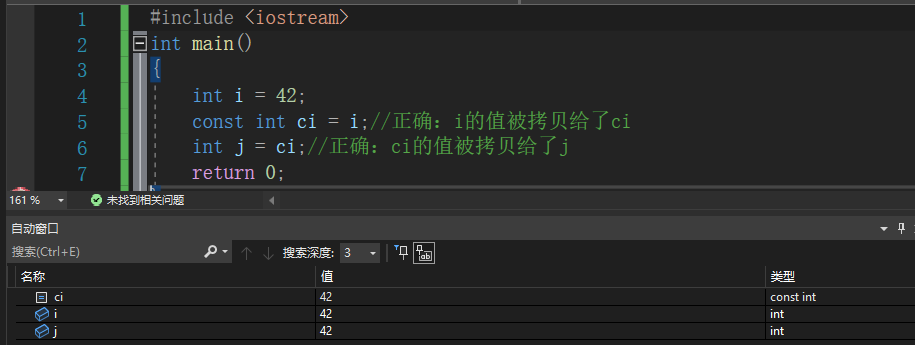 1 #include <iostream>
2 int main()
3 {
4 int i = 42;
5 const int ci = i;//正确：i的值被拷贝给了ci
6 int j = ci;//正确：ci的值被拷贝给了j
7 return 0;
161 % 未找到相关问题
自动窗口
搜索(Ctrl+E) 搜索深度: 3
名称 值 类型
ci 42 const int
i 42 int
j 42 int